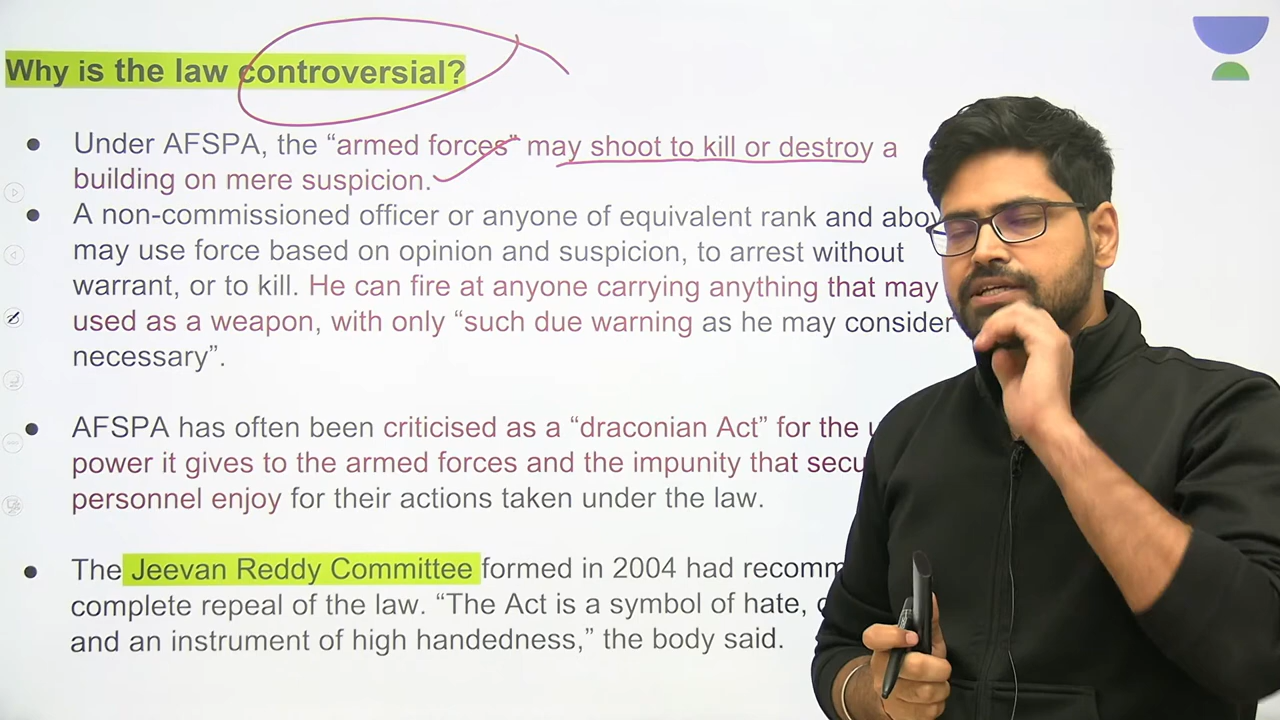 Why is the law controversial?
Under AFSPA, the “armed forces” may shoot to kill or destroy a
building on mere suspicion.
A non-commissioned officer or anyone of equivalent rank and
may use force based on opinion and suspicion, to arrest without
warrant, or to kill. He can fire at anyone carrying anything that may
used as a weapon, with only “such due warning as he may consider
necessary”.
AFSPA has often been criticised as a “draconian Act” for the
power it gives to the armed forces and the impunity that
personnel enjoy for their actions taken under the law.
The Jeevan Reddy Committee formed in 2004 had
complete repeal of the law. “The Act is a symbol of hate,
and an instrument of high handedness,” the body said.